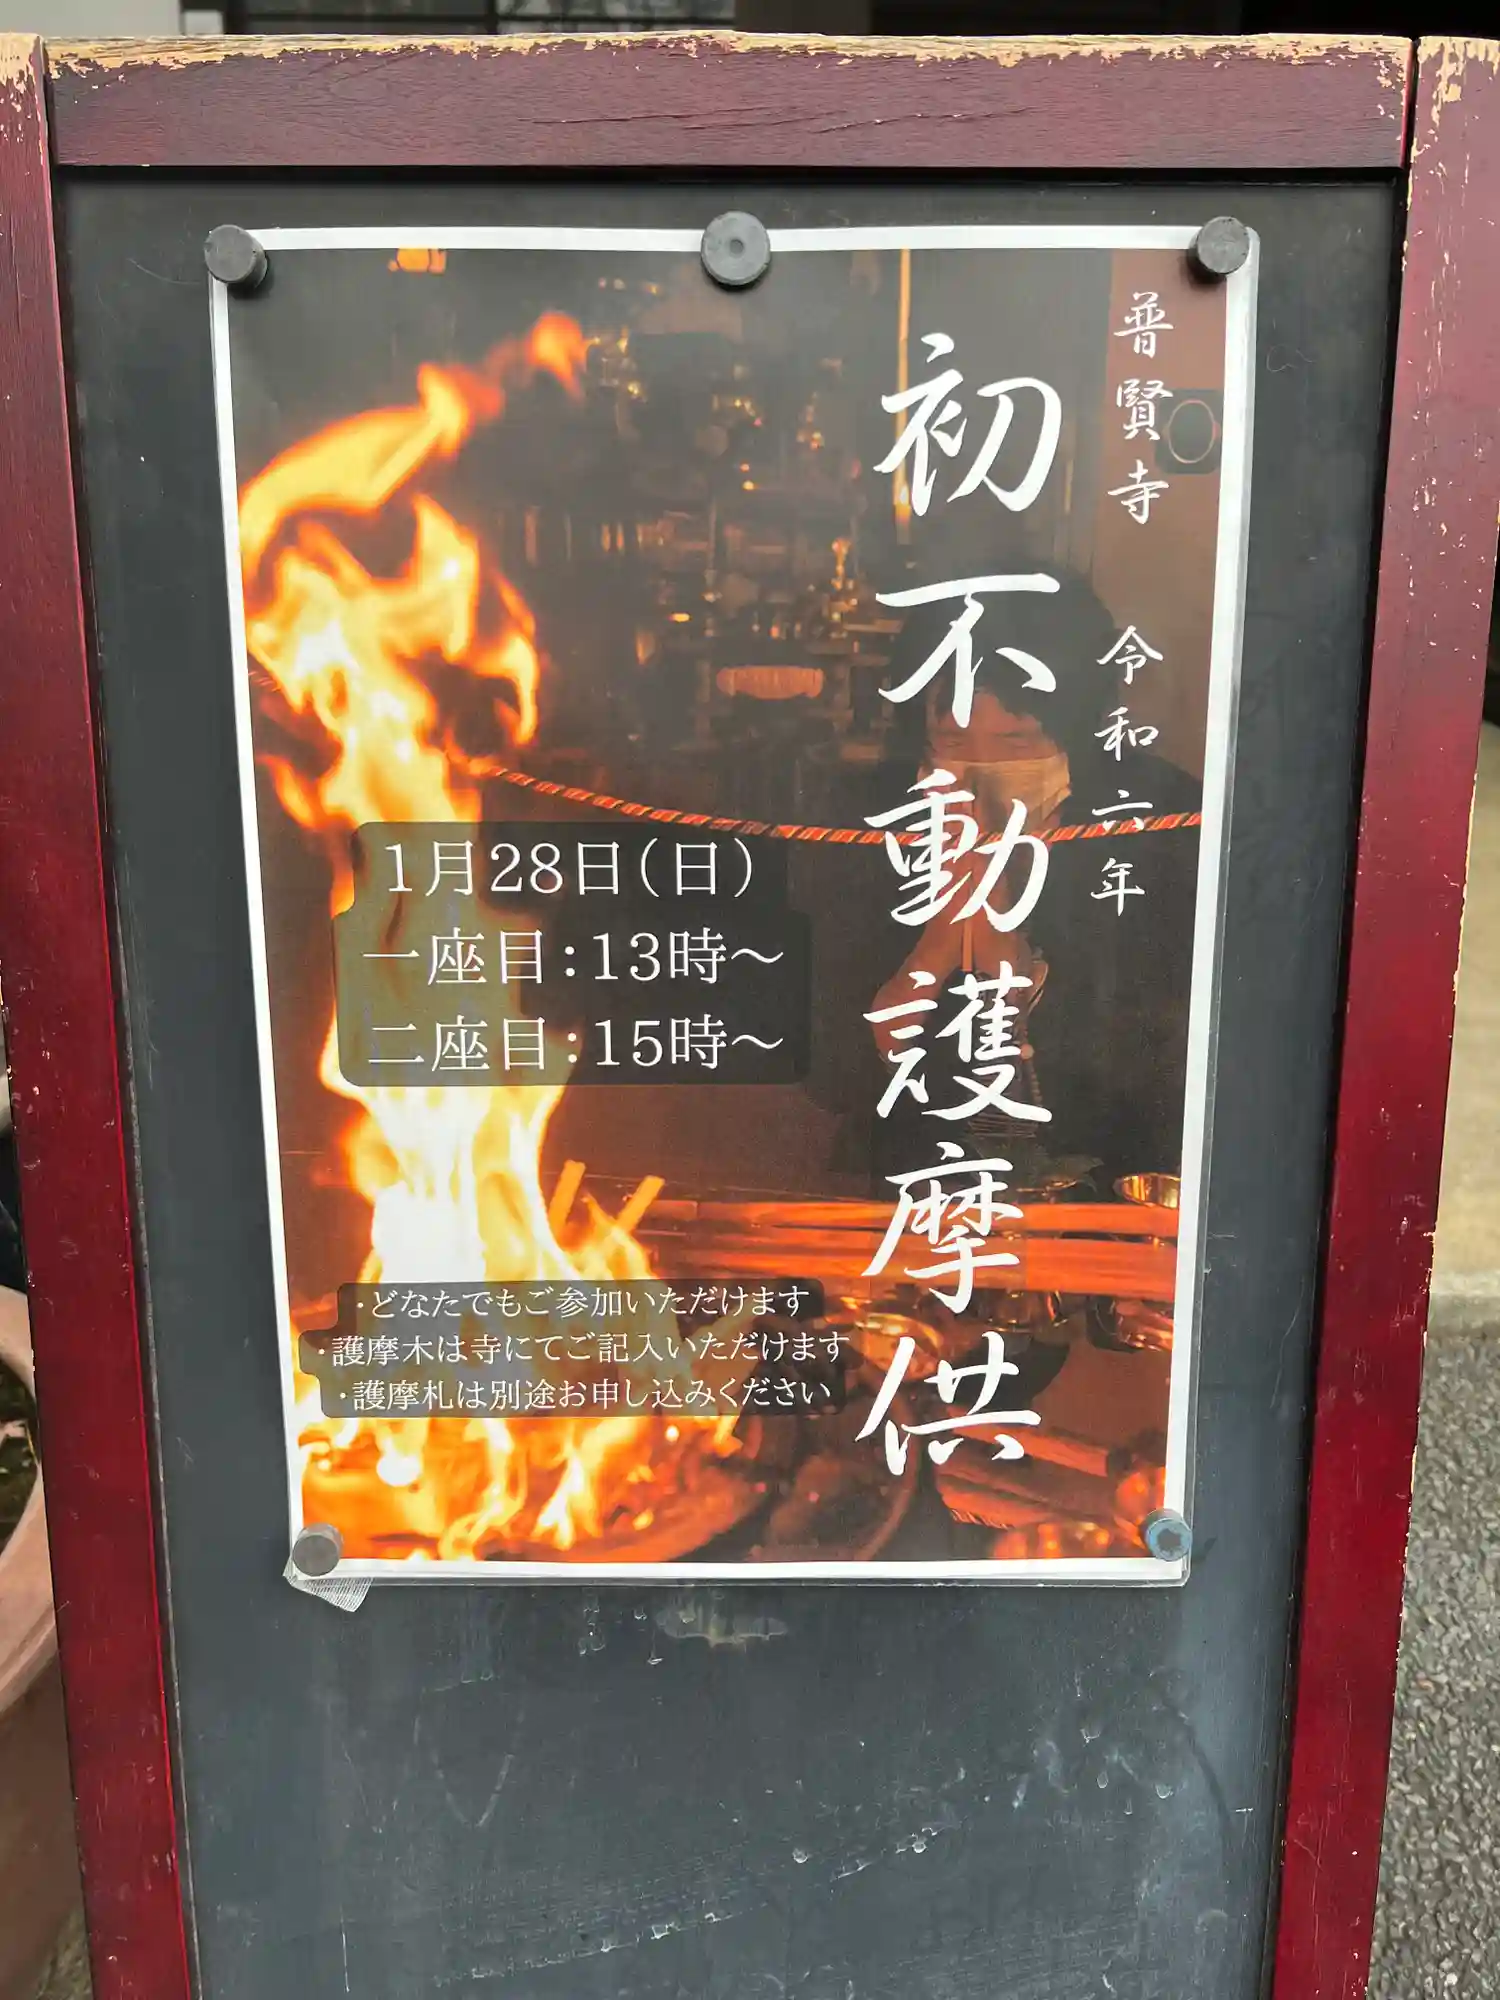 普賢寺　令和六年
初不動護摩供
1月28日(日)
一座目:13時〜
二座目:15時〜
・どなたでもご参加いただけます
・護摩木は寺にてご記入いただけます
・護摩札は別途お申し込みください